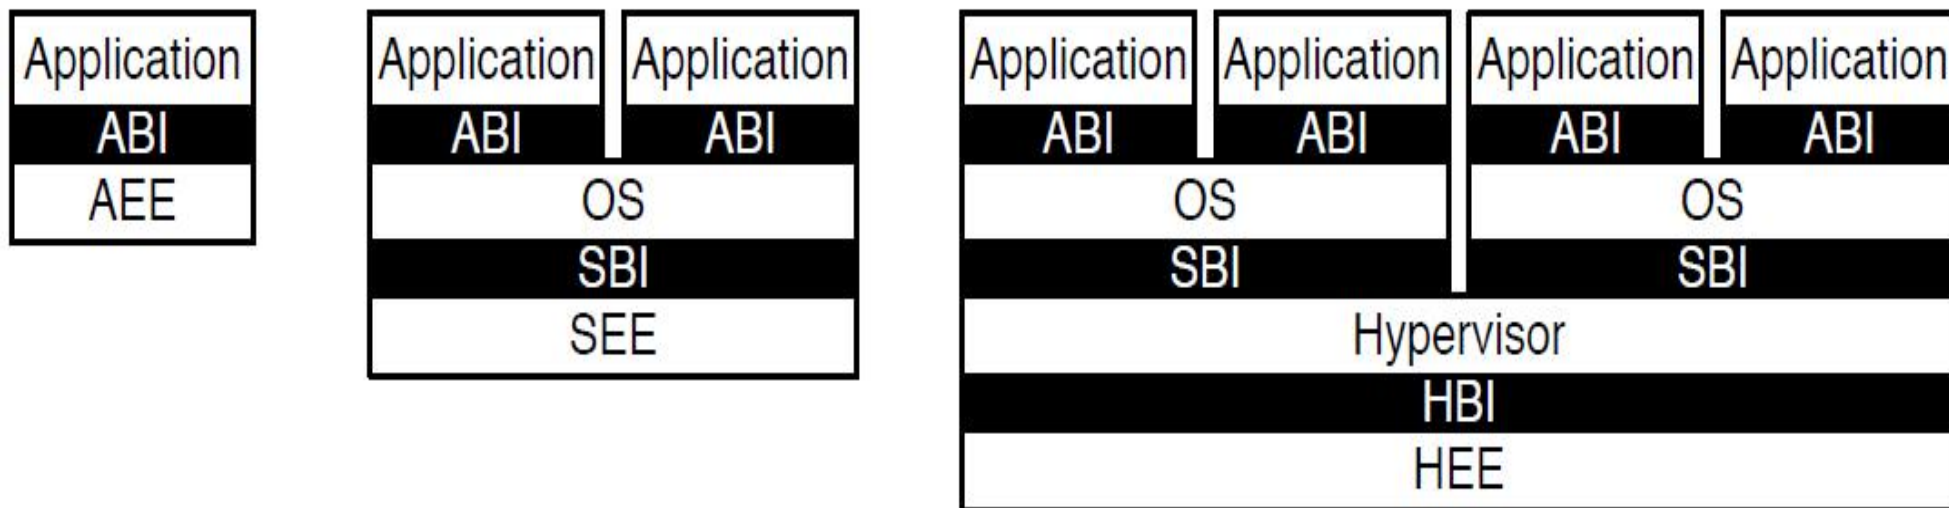 Application Application Application Application Application Application Application
ABI ABI ABI ABI ABI ABI ABI
AEE OS OS OS
SBI SBI SBI
SEE Hypervisor
HBI
HEE